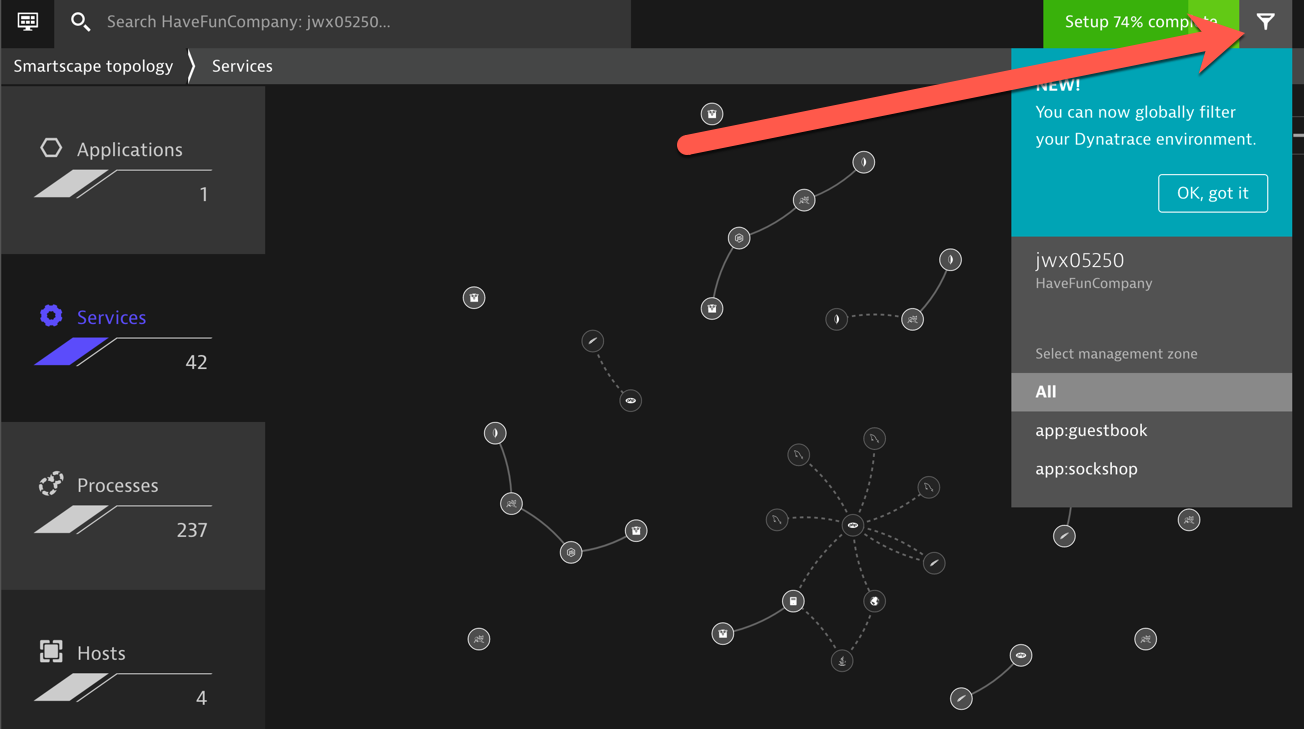 Search HaveFunCompany: jwx05250...
Setup 74% complete
Smartscape topology
Services
NEW!
You can now globally filter
your Dynatrace environment.
OK, got it
jwx05250
HaveFunCompany
Select management zone
All
app:guestbook
app:sockshop
Applications
1
Services
42
Processes
237
Hosts
4